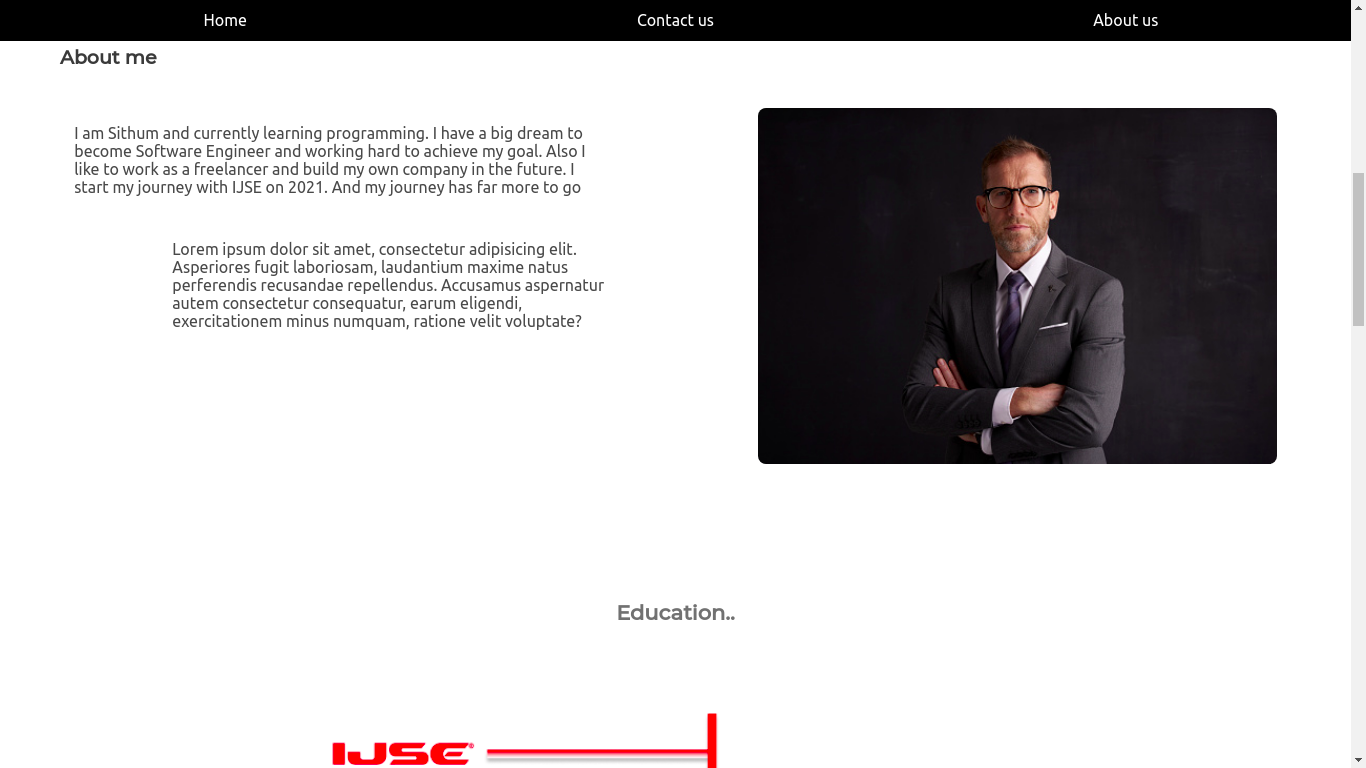 Home
Contact us
About us
About me
I am Sithum and currently learning programming. I have a big dream to
become Software Engineer and working hard to achieve my goal. Also I
like to work as a freelancer and build my own company in the future. I
start my journey with IJSE on 2021. And my journey has far more to go
Lorem ipsum dolor sit amet, consectetur adipisicing elit.
Asperiores fugit laboriosam, laudantium maxime natus
perferendis recusandae repellendus. Accusamus aspernatur
autem consectetur consequatur, earum eligendi,
exercitationem minus numquam, ratione velit voluptate?
Education..
IJSE®